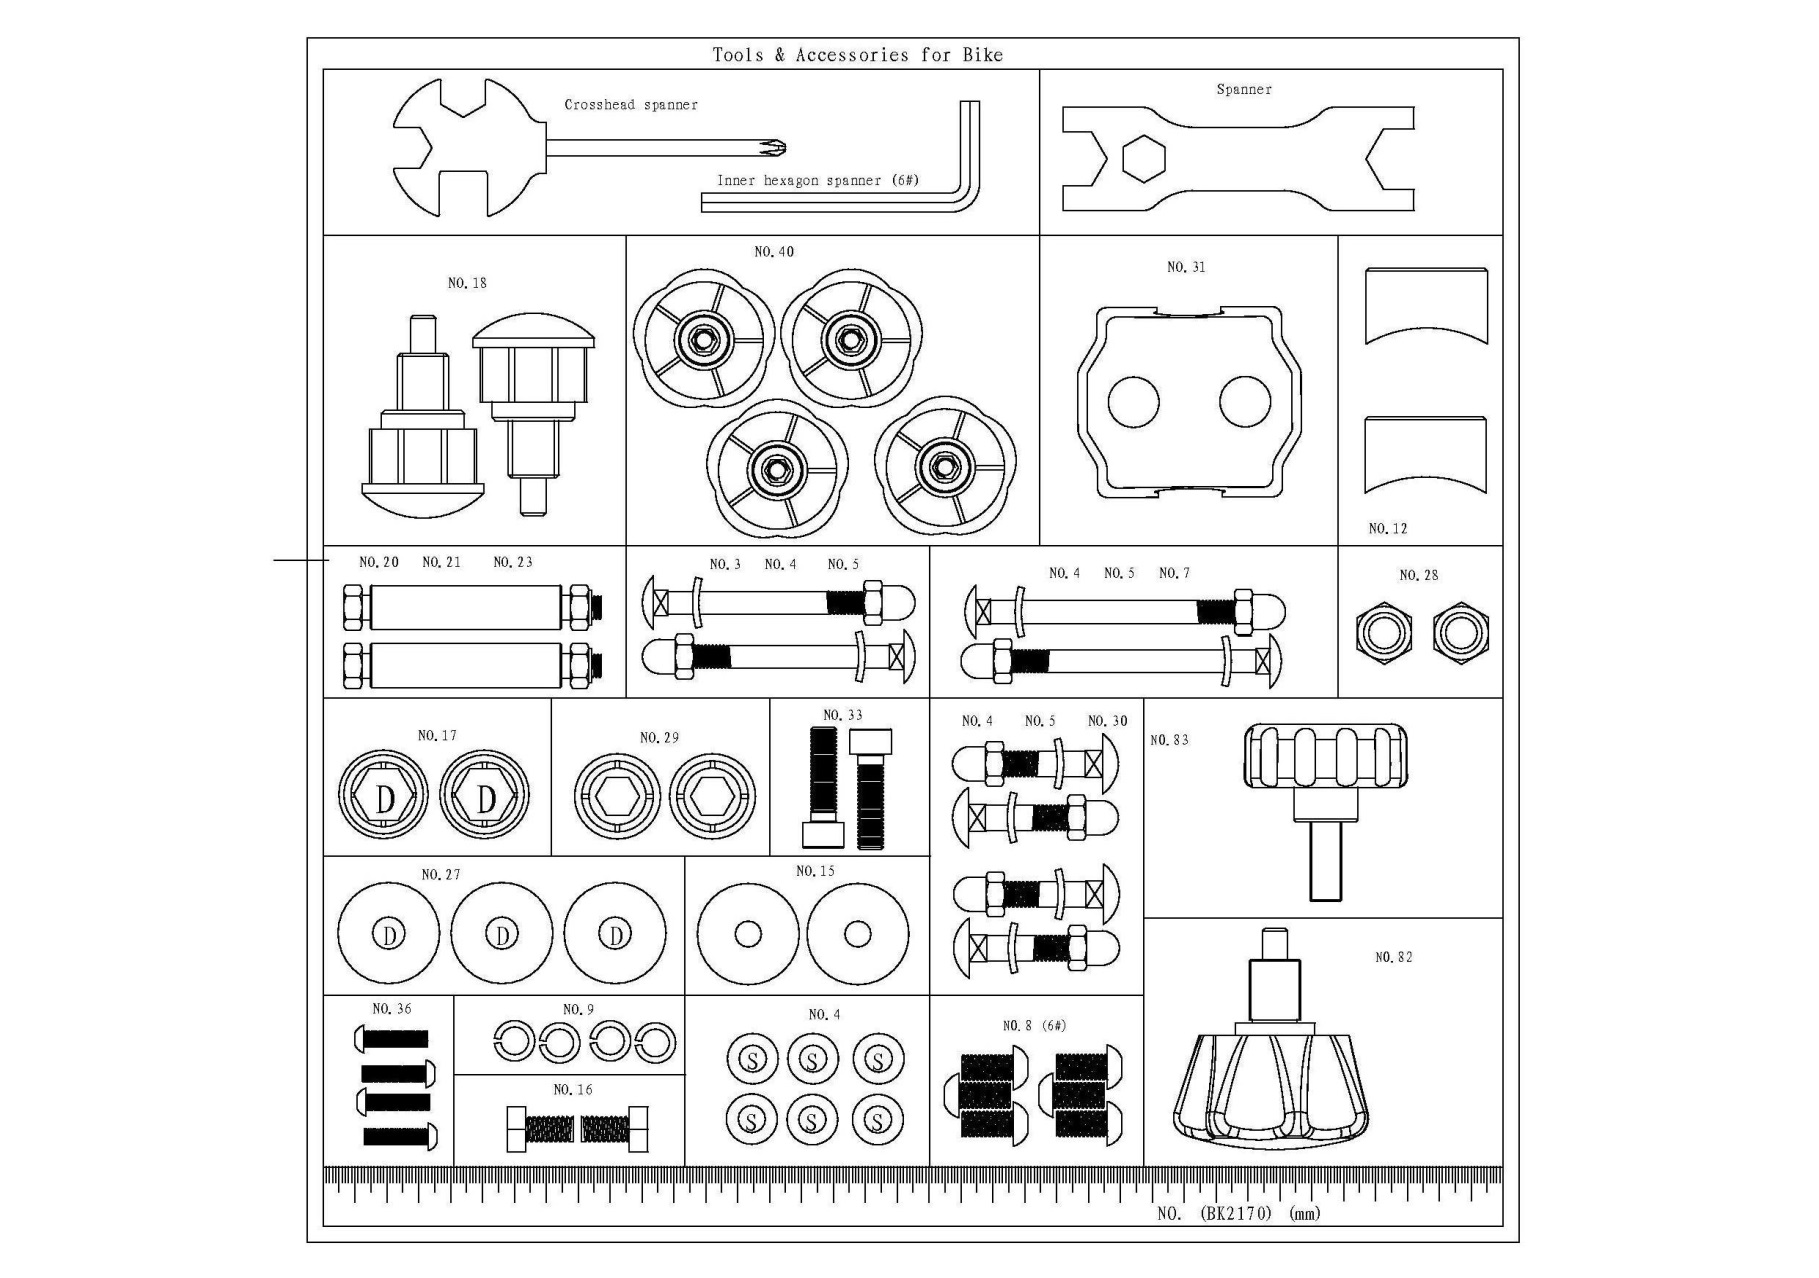 Tools & Accessories for Bike
Crosshead spanner
Inner hexagon spanner (6#)
Spanner
NO.18
NO.40
NO.31
NO.12
NO.20 NO.21 NO.23
NO.3 NO.4 NO.5
NO.4 NO.5 NO.7
NO.28
NO.17
D D
NO.29
NO.33
NO.4 NO.5 NO.30
NO.83
NO.27
D D D
NO.15
NO.82
NO.36
NO.9
NO.16
NO.4
S S S
S S S
NO.8 (6#)
NO. (BK2170) (mm)